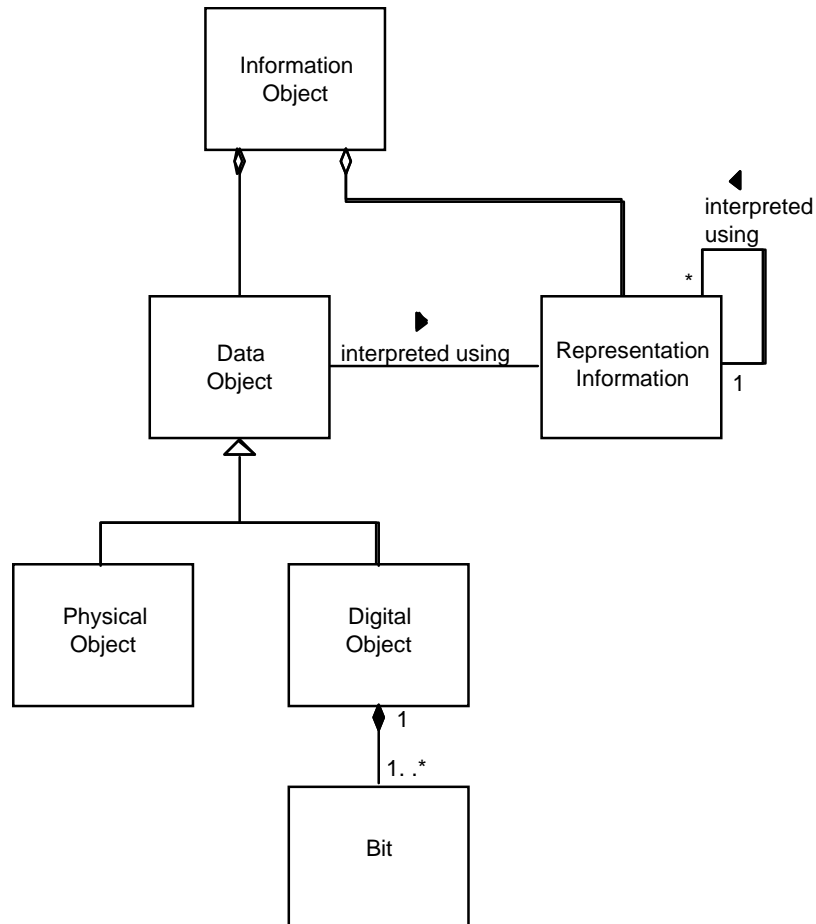 Information
Object
interpreted
using
*
1
Data
Object
interpreted using
Representation
Information
Physical
Object
Digital
Object
1
1. .*
Bit